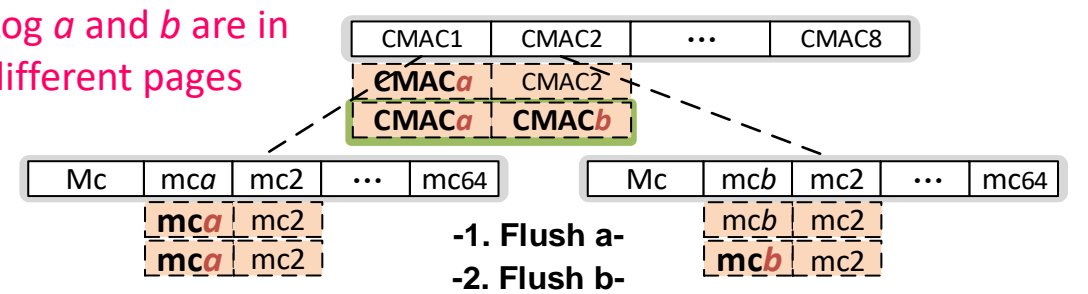 og a and b are in
different pages
CMAC1 CMAC2 ... CMAC8
CMACa CMAC2
CMACa CMACb
Mc mca mc2 ... mc64
Mc mcb mc2 ... mc64
mca mc2
mcb mc2
mca mc2
mcb mc2
-1. Flush a-
-2. Flush b-